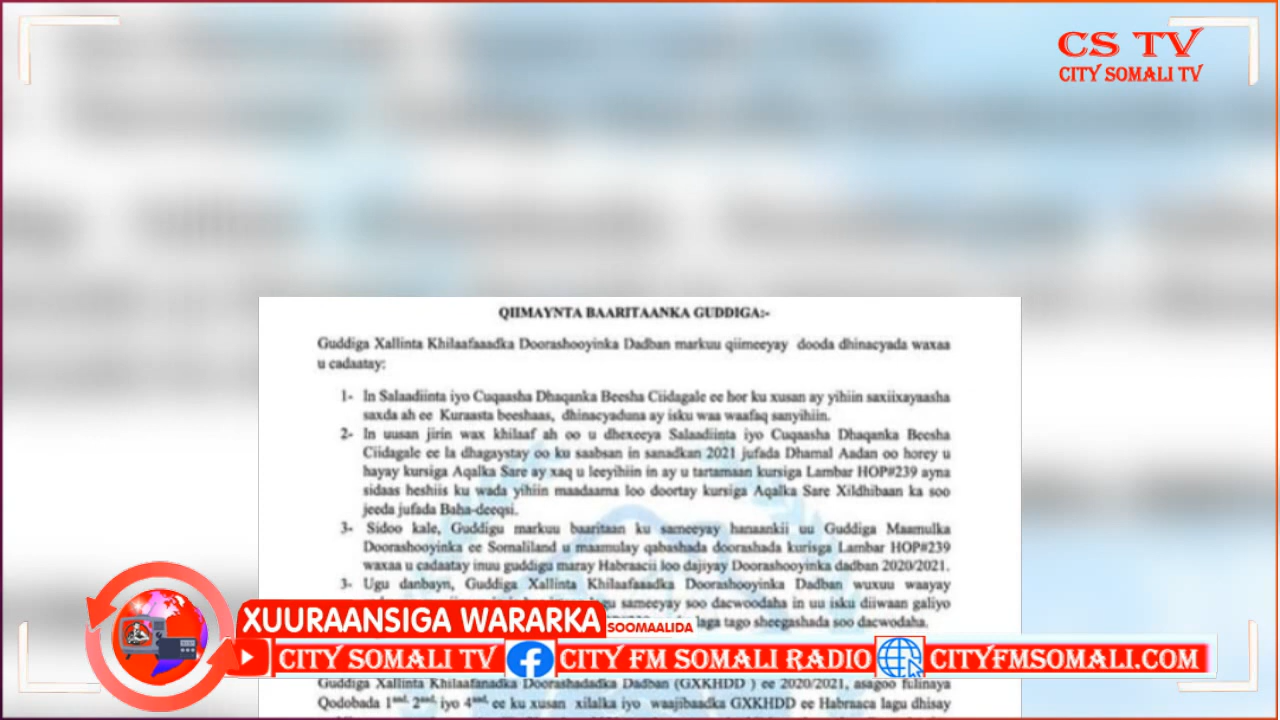 CS TV
CITY SOMALI TV
QIIMAYNTA BAARITAANKA GUDDIGA:-
Guddiga Xallinta Khilaafaaadka Doorashooyinka Dadban markuu qiimeeyay dooda dhinacyada waxaa
u cadaatay:
1- In Salaadiinta iyo Cuqaasha Dhaqanka Beesha Ciidagale ee hor ku xusan ay yihiin saxiixayaasha
saxda ah ee Kuraasta beeshaas, dhinacyaduna ay isku waa waafaq sanyihiin.
2- In uusan jirin wax khilaaf ah oo u dhexeeya Salaadiinta iyo Cuqaasha Dhaqanka Beesha
Ciidagale ee la dhagaystay oo ku saabsan in sanadkan 2021 jufada Dhamal Aadan oo horey u
hayay kursiga Aqalka Sare ay xaq u leeyihiin in ay u tartamaan kursiga Lambar HOP#239 ayna
sidaas heshiis ku wada yihiin maadaama loo doortay kursiga Aqalka Sare Xildhibaan ka soo
jeeda jufada Baha-deeqsi.
3- Sidoo kale, Guddigu markuu baaritaan ku sameeyay hanaankii uu Guddiga Maamulka
Doorashooyinka ee Somaliland u maamulay qabashada doorashada kurisga Lambar HOP#239
waxaa u cadaatay inuu guddigu maray Habraacii loo dajiyay Doorashooyinka dadban 2020/2021.
3- Ugu danbayn, Guddiga Xallinta Khilaafaaadka Doorashooyinka Dadban wuxuu waayay
sameeyay soo dacwoodaha in uu isku diiwaan galiyo
laga tago sheegashada soo dacwodaha.
XUURAANSIGA WARARKA
SOOMAALIDA
CITY SOMALI TV CITY FM SOMALI RADIO CITYFMSOMALI.COM
Guddiga Xallinta Khilaafanadka Doorashadadka Dadban (GXKHDD ) ee 2020/2021, asagoo fulinaya
Qodobada 1aad, 2aad, iyo 4aad, ee ku xusan xilalka iyo waajibaadka GXKHDD ee Habraaca lagu dhisay